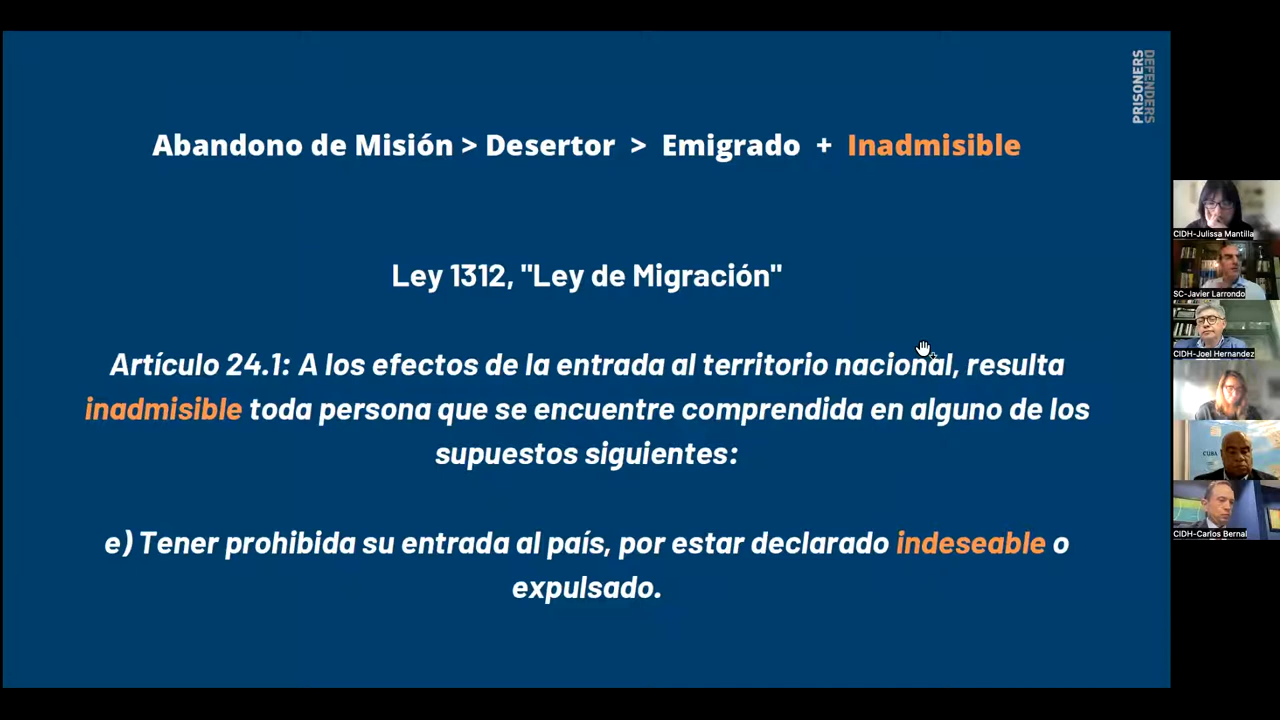 PRISONERS
DEFENDERS
Abandono de Misión > Desertor > Emigrado + Inadmisible
Ley 1312, "Ley de Migración"
Artículo 24.1: A los efectos de la entrada al territorio nacional, resulta
inadmisible toda persona que se encuentre comprendida en alguno de los
supuestos siguientes:
e) Tener prohibida su entrada al país, por estar declarado indeseable o
expulsado.
CIDH-Julissa Mantilla
SC-Javier Larrondo
CIDH-Joel Hernandez
CUBA
CIDH-Carlos Bernal